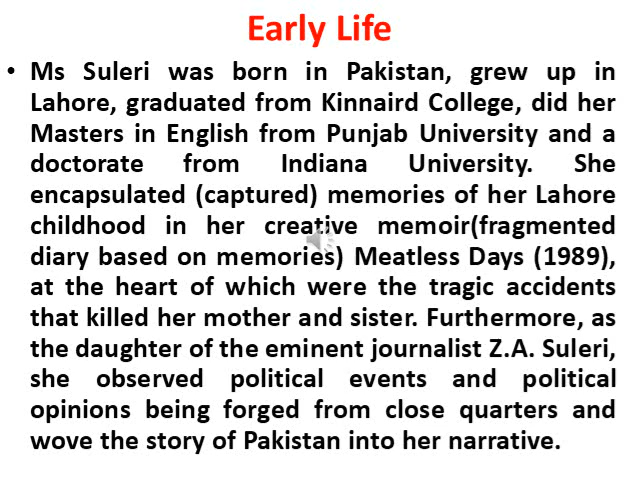 Early Life
• Ms Suleri was born in Pakistan, grew up in
Lahore, graduated from Kinnaird College, did her
Masters in English from Punjab University and a
doctorate from Indiana University. She
encapsulated (captured) memories of her Lahore
childhood in her creative memoir(fragmented
diary based on memories) Meatless Days (1989),
at the heart of which were the tragic accidents
that killed her mother and sister. Furthermore, as
the daughter of the eminent journalist Z.A. Suleri,
she observed political events and political
opinions being forged from close quarters and
wove the story of Pakistan into her narrative.